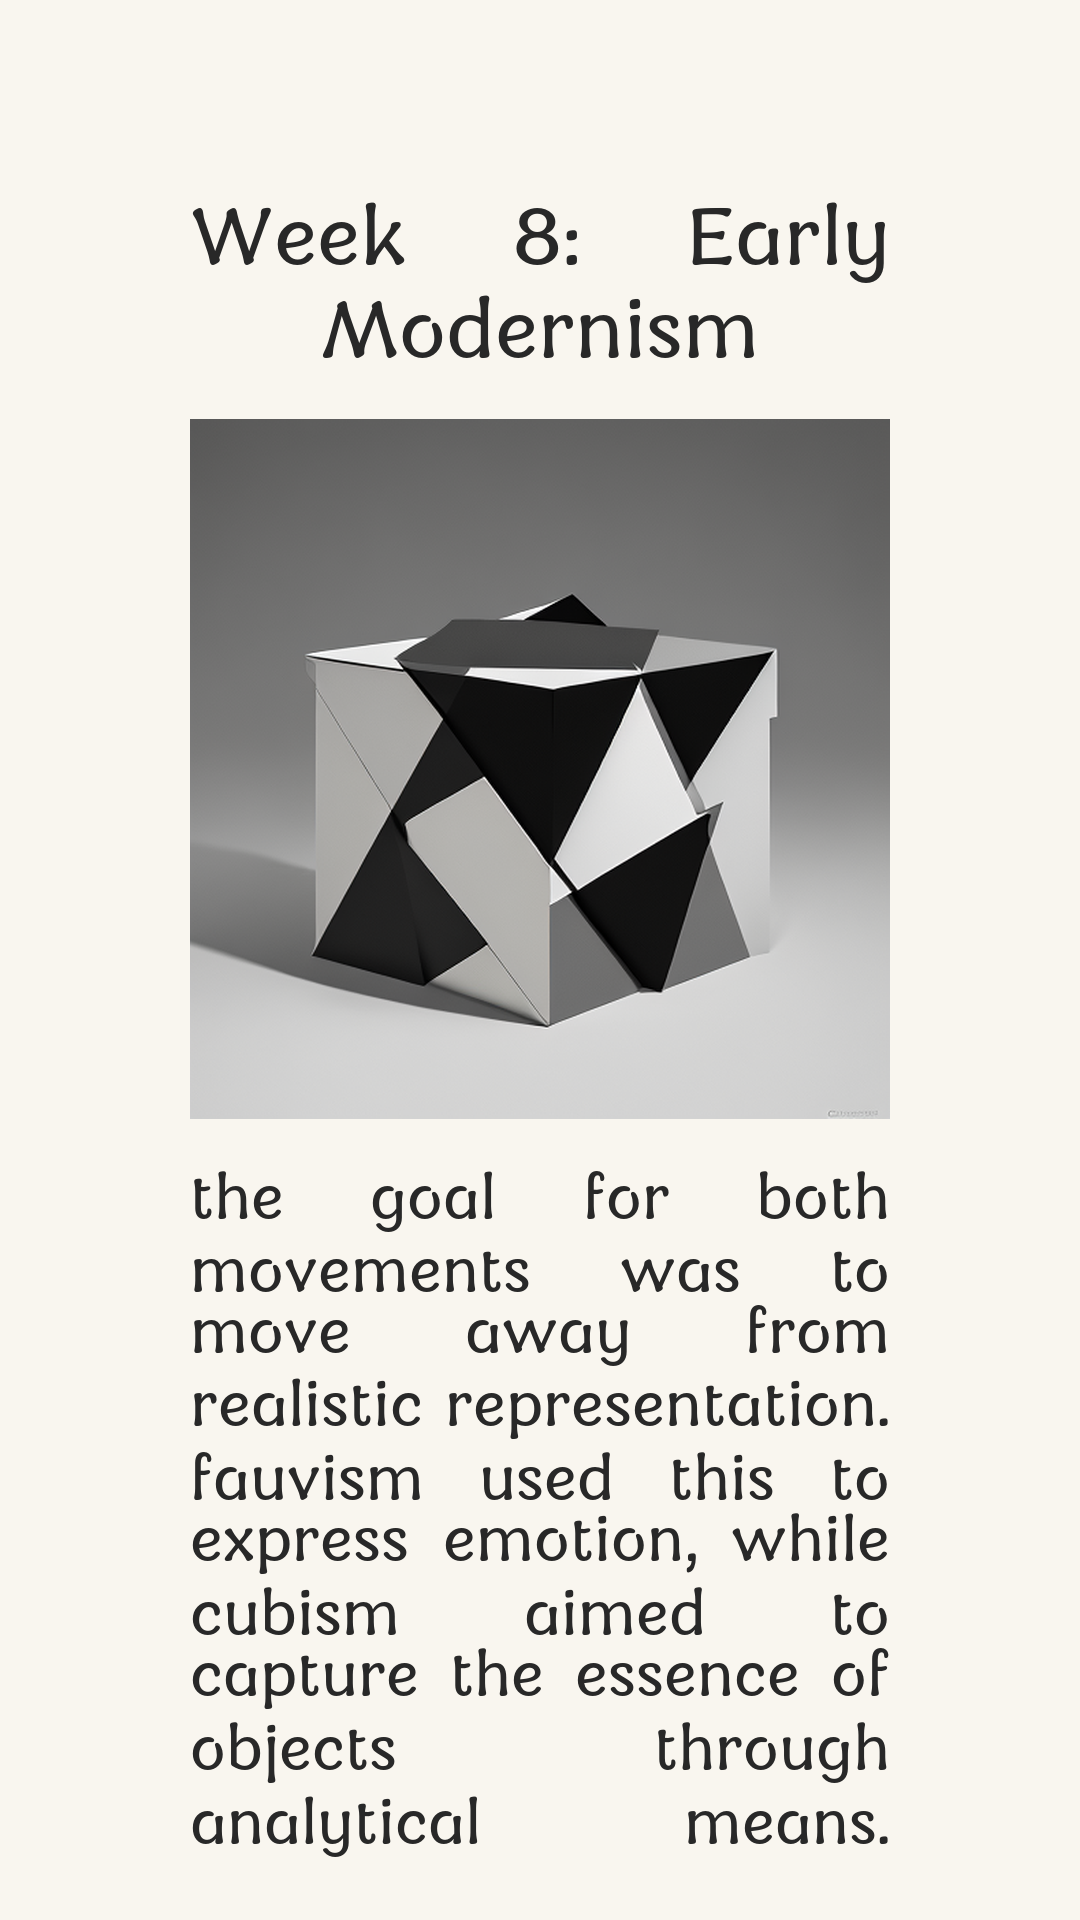 Week 8: Early
Modernism
the goal for both
movements was to
move away from
realistic representation.
fauvism used this to
express emotion, while
cubism aimed to
capture the essence of
objects through
analytical means.